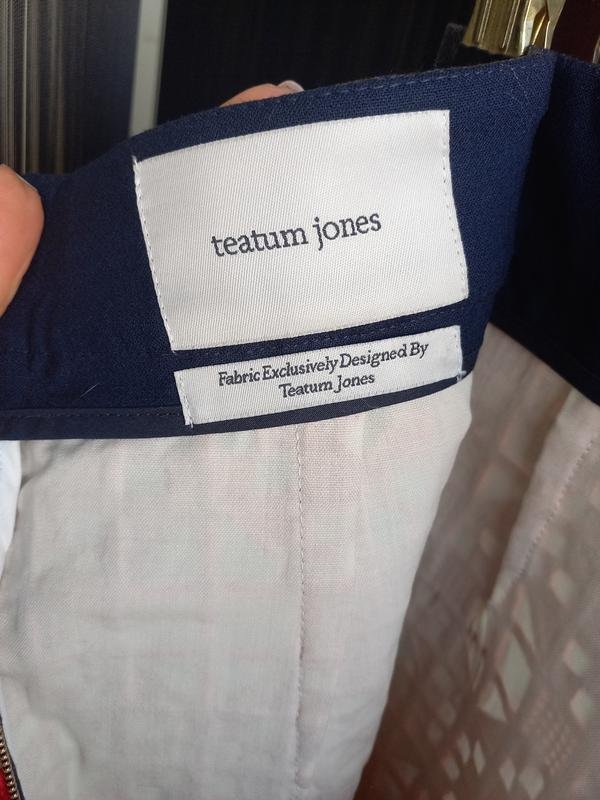 teatum jones
Fabric Exclusively Designed By
Teatum Jones